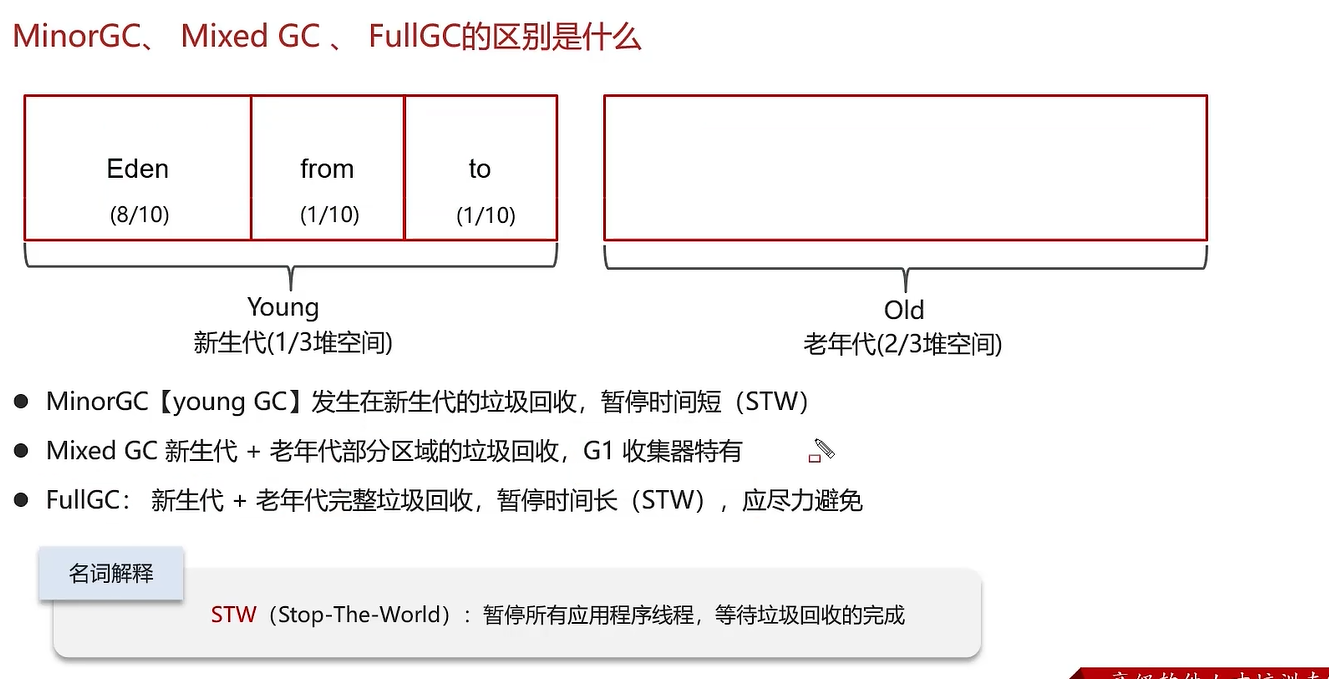 MinorGC、 Mixed GC 、 FullGC的区别是什么
Eden
(8/10)
from
(1/10)
to
(1/10)
Young
新生代(1/3堆空间)
Old
老年代(2/3堆空间)
● MinorGC【young GC】发生在新生代的垃圾回收，暂停时间短（STW）
● Mixed GC 新生代 + 老年代部分区域的垃圾回收，G1 收集器特有
● FullGC： 新生代 + 老年代完整垃圾回收，暂停时间长（STW），应尽力避免
名词解释
STW（Stop-The-World）：暂停所有应用程序线程，等待垃圾回收的完成